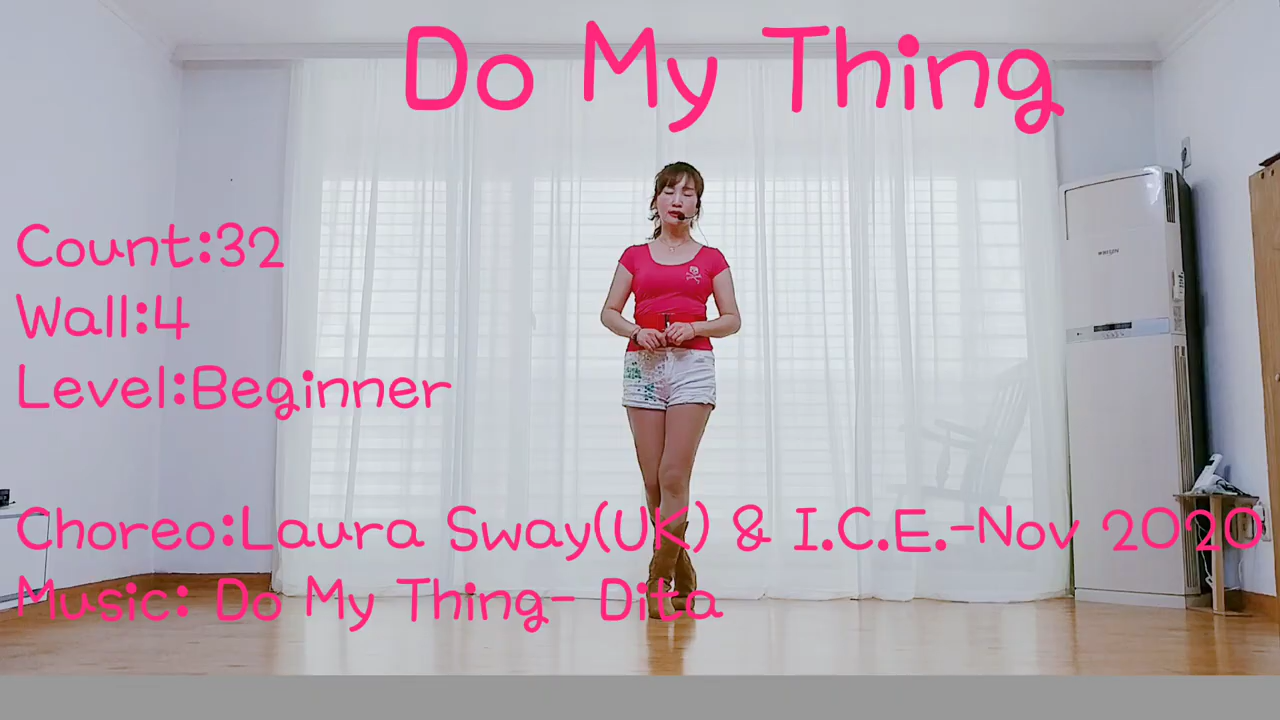 Do My Thing
Count:32
Wall:4
Level:Beginner
Choreo:Laura Sway(UK) & I.C.E.-Nov 2020
Music: Do My Thing- Dita